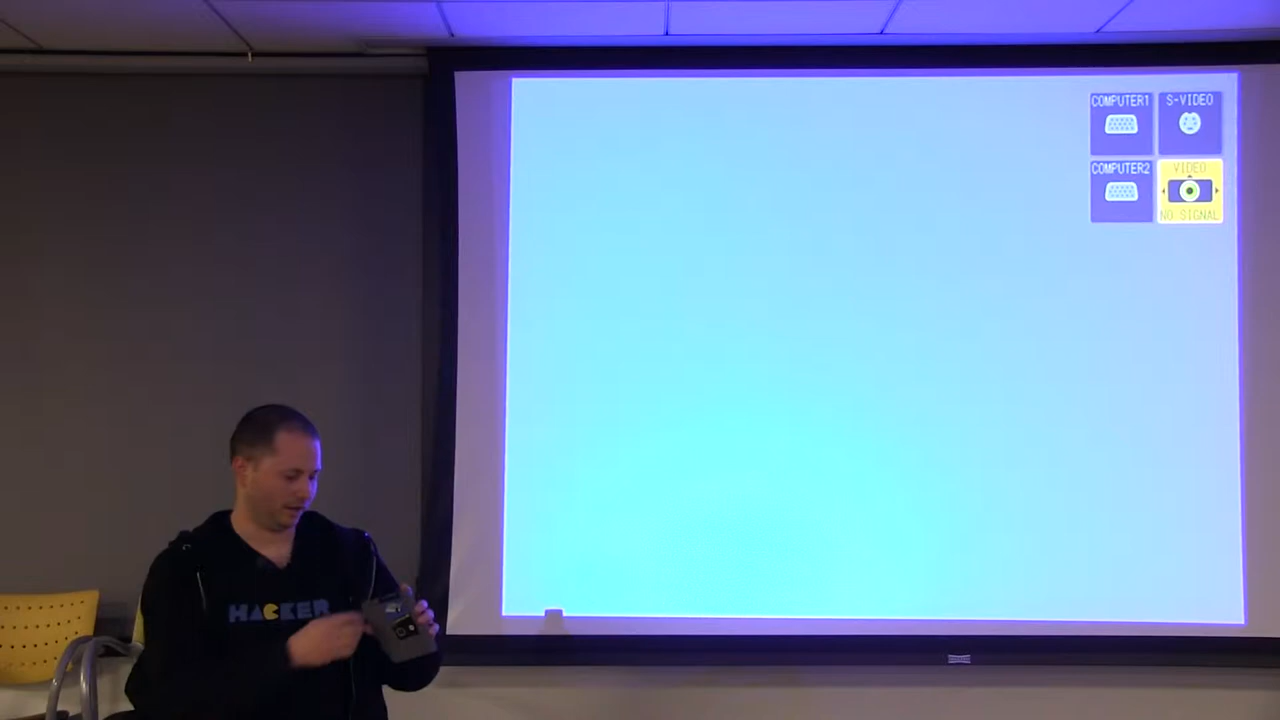 COMPUTER1
S-VIDEO
COMPUTER2
VIDEO
NO SIGNAL
HACKER